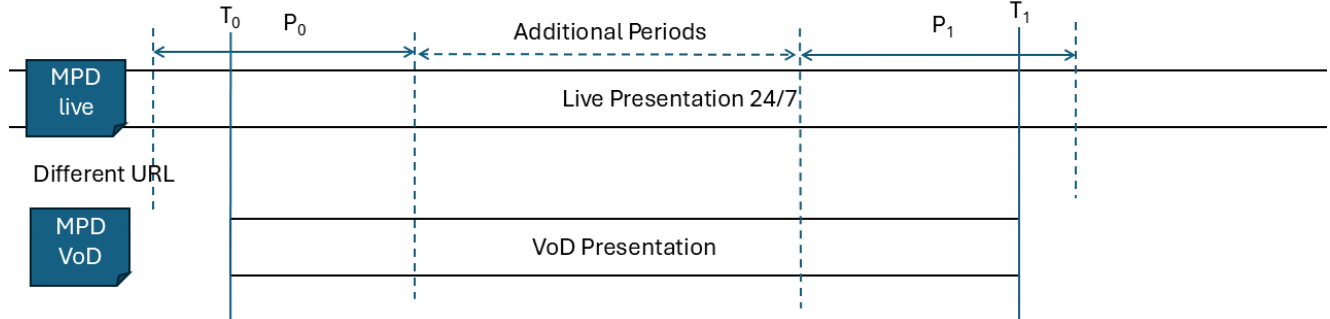 T₀
P₀
Additional Periods
P₁
T₁
MPD
live
Live Presentation 24/7
Different URL
MPD
VoD
VoD Presentation